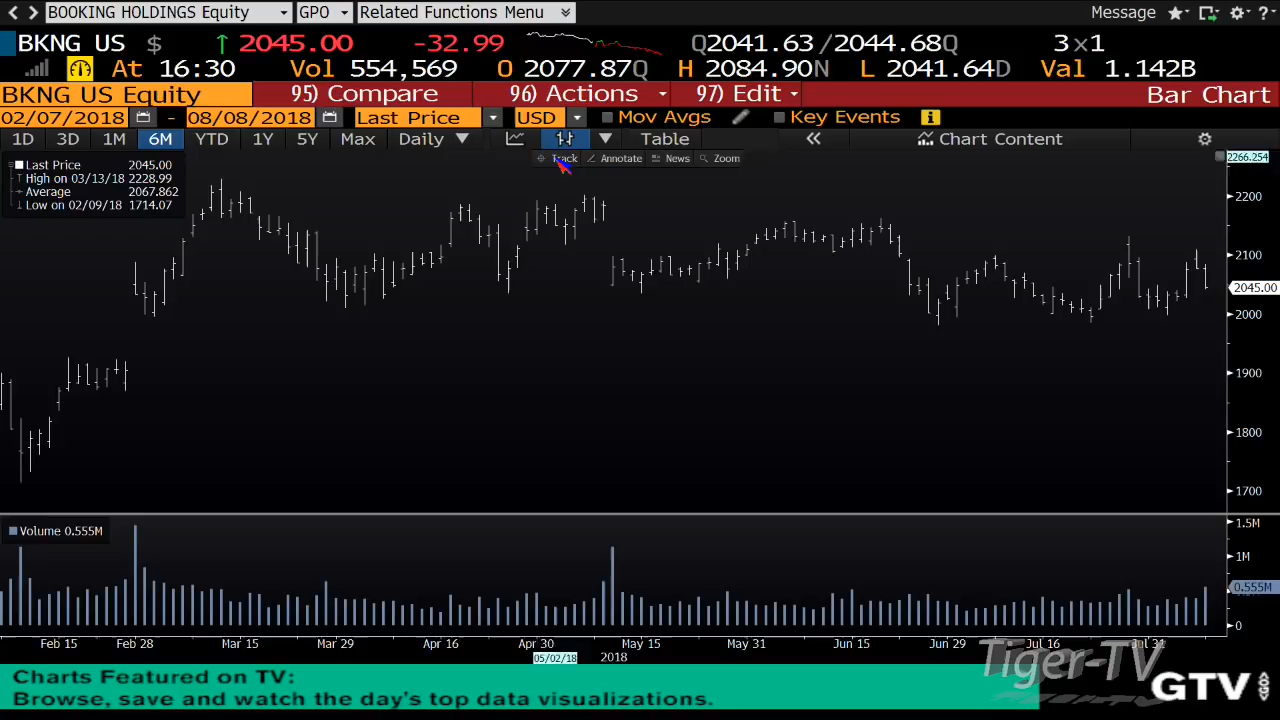 BOOKING HOLDINGS Equity GPO Related Functions Menu Message ?
BKNG US $ ↑ 2045.00 -32.99 Q2041.63/2044.68Q 3×1
At 16:30 Vol 554,569 O 2077.87Q H 2084.90N L 2041.64D Val 1.142B
BKNG US Equity 95) Compare 96) Actions 97) Edit Bar Chart
02/07/2018 - 08/08/2018 Last Price USD Mov Avgs Key Events i
1D 3D 1M 6M YTD 1Y 5Y Max Daily Table « Chart Content
Track Annotate News Zoom
Last Price 2045.00
High on 03/13/18 2228.99
Average 2067.862
Low on 02/09/18 1714.07
2266.254
2200
2100
2045.00
2000
1900
1800
1700
Volume 0.555M
1.5M
1M
0.555M
0
Feb 15 Feb 28 Mar 15 Mar 29 Apr 16 Apr 30 May 15 May 31 Jun 15 Jun 29 Jul 16 Jul 31
05/02/18 2018
Tiger-TV
Charts Featured on TV:
Browse, save and watch the day's top data visualizations.
GTV